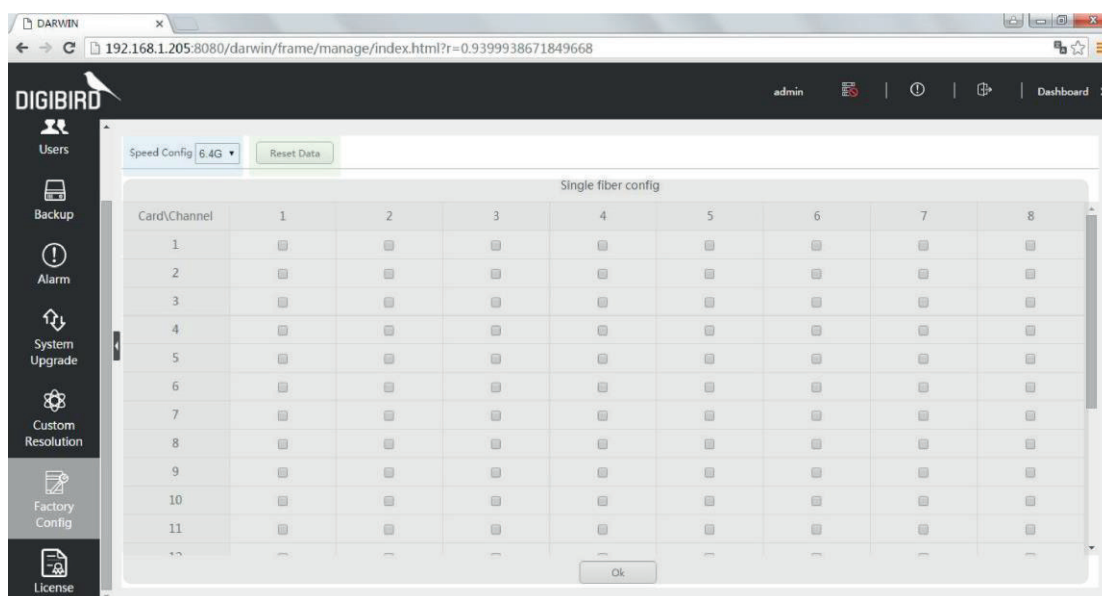 DARWIN
192.168.1.205:8080/darwin/frame/manage/index.html?r=0.9399938671849668
DIGIBIRD
admin
Dashboard
Users
Backup
Alarm
System
Upgrade
Custom
Resolution
Factory
Config
License
Speed Config 6.4G Reset Data
Single fiber config
Card\Channel 1 2 3 4 5 6 7 8
1
2
3
4
5
6
7
8
9
10
11
Ok